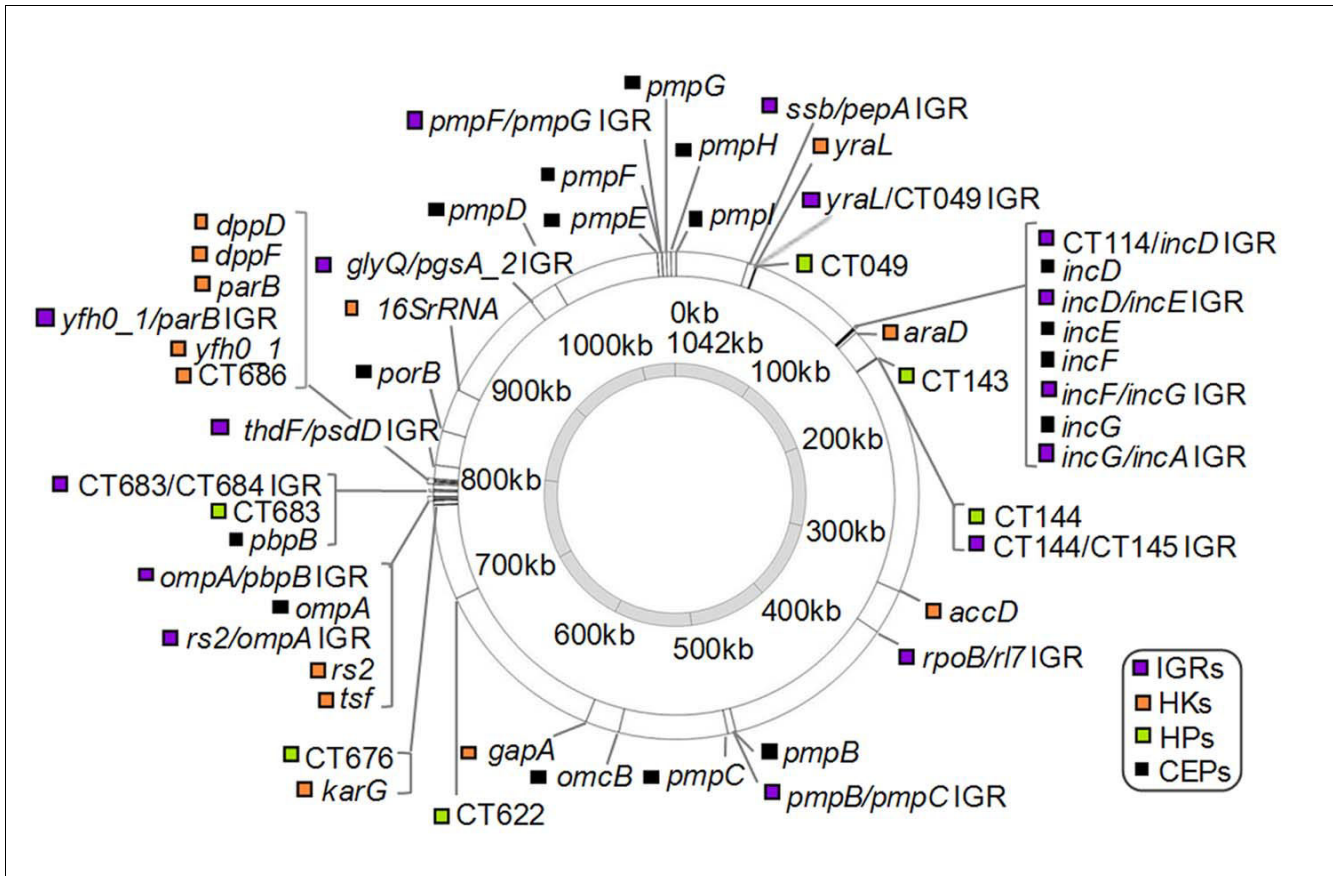 pmpG
pmpF/pmpG IGR
ssb/pepA IGR
pmpH
yraL
pmpF
yraL/CT049 IGR
pmpD
pmpE
pmpI
dppD
dppF
parB
yfh0_1/parB IGR
yfh0_1
CT686
glyQ/pgsA_2 IGR
CT049
16SrRNA
CT114/incD IGR
incD
incD/incE IGR
incE
incF
incF/incG IGR
incG
incG/incA IGR
araD
CT143
porB
thdF/psdD IGR
0kb
1042kb
100kb
200kb
300kb
400kb
500kb
600kb
700kb
800kb
900kb
1000kb
CT683/CT684 IGR
CT683
pbpB
CT144
CT144/CT145 IGR
ompA/pbpB IGR
ompA
rs2/ompA IGR
rs2
tsf
accD
rpoB/rl7 IGR
CT676
karG
gapA
omcB
pmpC
pmpB
pmpB/pmpC IGR
CT622
IGRs
HKs
HPs
CEPs